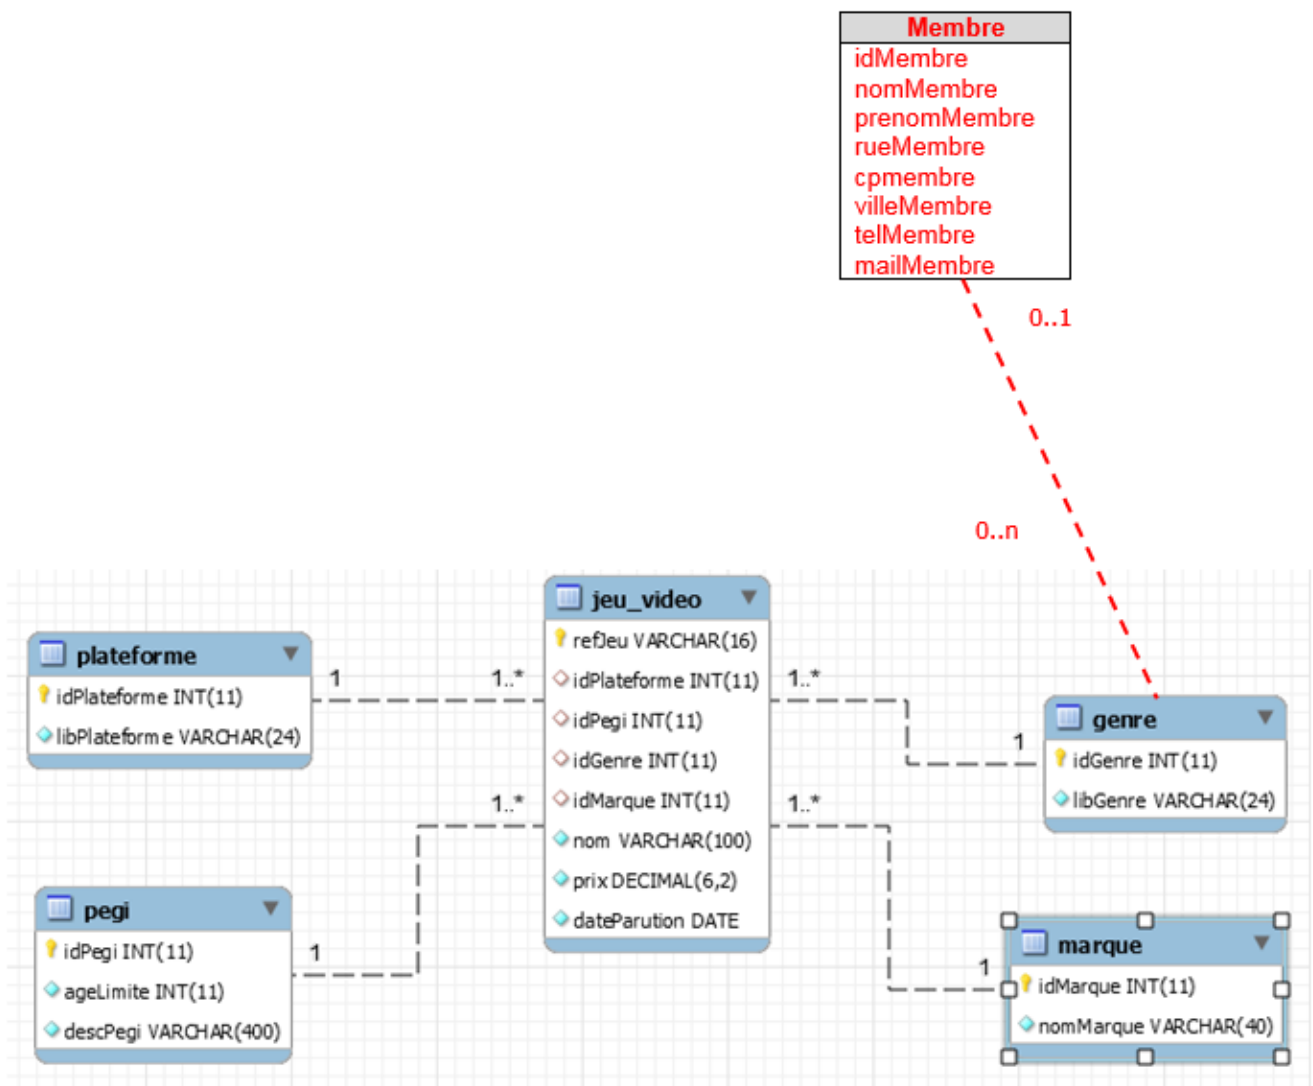 Membre
idMembre
nomMembre
prenomMembre
rueMembre
cpmembre
villeMembre
telMembre
mailMembre
0..1
0..n
plateforme
idPlateforme INT(11)
libPlateforme VARCHAR(24)
1
1..*
jeu_video
refJeu VARCHAR(16)
idPlateforme INT(11)
idPegi INT(11)
idGenre INT(11)
idMarque INT(11)
nom VARCHAR(100)
prix DECIMAL(6,2)
dateParution DATE
1..*
1
genre
idGenre INT(11)
libGenre VARCHAR(24)
pegi
idPegi INT(11)
ageLimite INT(11)
descPegi VARCHAR(400)
1
1..*
1..*
1
marque
idMarque INT(11)
nomMarque VARCHAR(40)